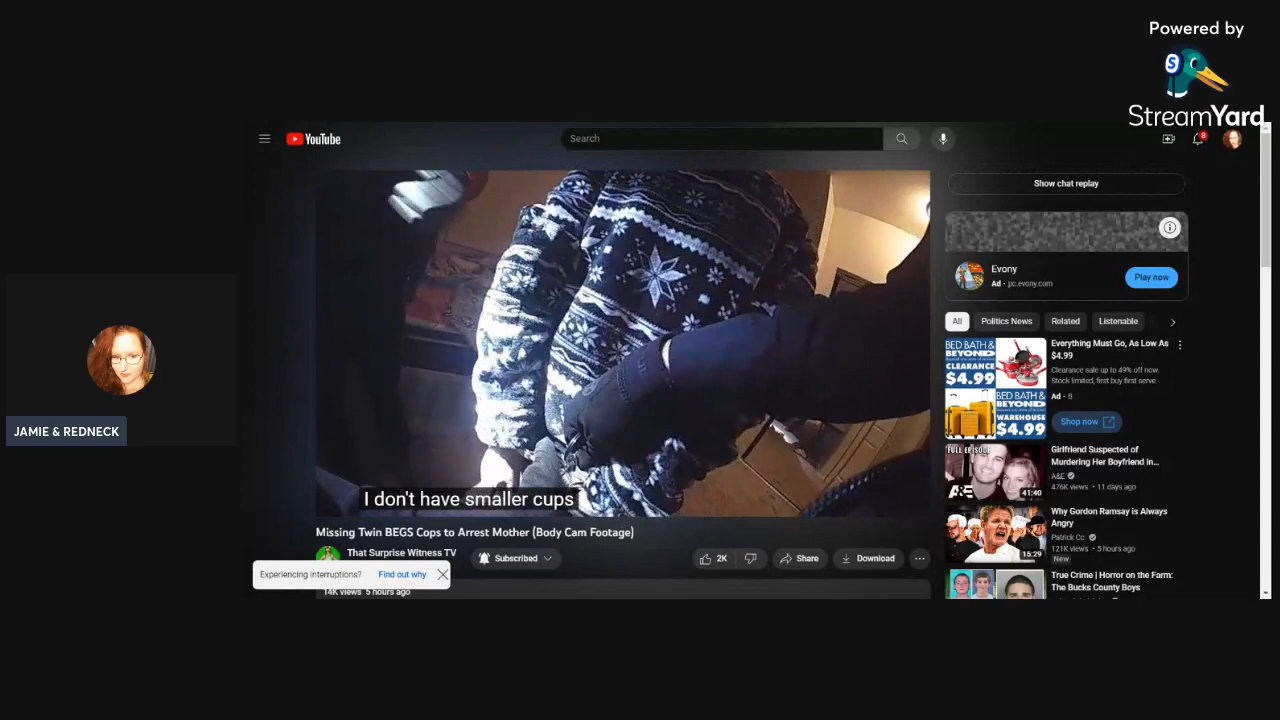 Powered by
StreamYard
YouTube
Search
8
Show chat replay
Evony
Ad · pc.evony.com
Play now
All
Politics News
Related
Listenable
BED BATH &
BEYOND
CLEARANCE
$4.99
BED BATH &
BEYOND
WAREHOUSE
$4.99
Everything Must Go, As Low As
$4.99
Clearance sale up to 49% off now.
Stock limited, first buy first serve.
Ad · 8
Shop now
FULL EPISODE
A&E
41:40
Girlfriend Suspected of
Murdering Her Boyfriend in...
A&E
476K views · 11 days ago
15:29
Why Gordon Ramsay is Always
Angry
Patrick Cc:
121K views · 5 hours ago
New
True Crime | Horror on the Farm:
The Bucks County Boys
JAMIE & REDNECK
I don't have smaller cups
Missing Twin BEGS Cops to Arrest Mother (Body Cam Footage)
That Surprise Witness TV
Subscribed
2K
Share
Download
Experiencing interruptions?
Find out why
14K views 5 hours ago